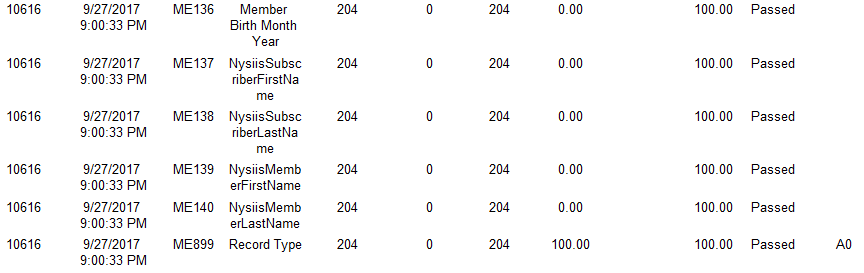 10616 9/27/2017 ME136 Member 204 0 204 0.00 100.00 Passed
9:00:33 PM Birth Month
Year
10616 9/27/2017 ME137 NysiisSubsc 204 0 204 0.00 100.00 Passed
9:00:33 PM riberFirstNa
me
10616 9/27/2017 ME138 NysiisSubsc 204 0 204 0.00 100.00 Passed
9:00:33 PM riberLastNa
me
10616 9/27/2017 ME139 NysiisMemb 204 0 204 0.00 100.00 Passed
9:00:33 PM erFirstName
10616 9/27/2017 ME140 NysiisMemb 204 0 204 0.00 100.00 Passed
9:00:33 PM erLastName
10616 9/27/2017 ME899 Record Type 204 0 204 100.00 100.00 Passed A0
9:00:33 PM